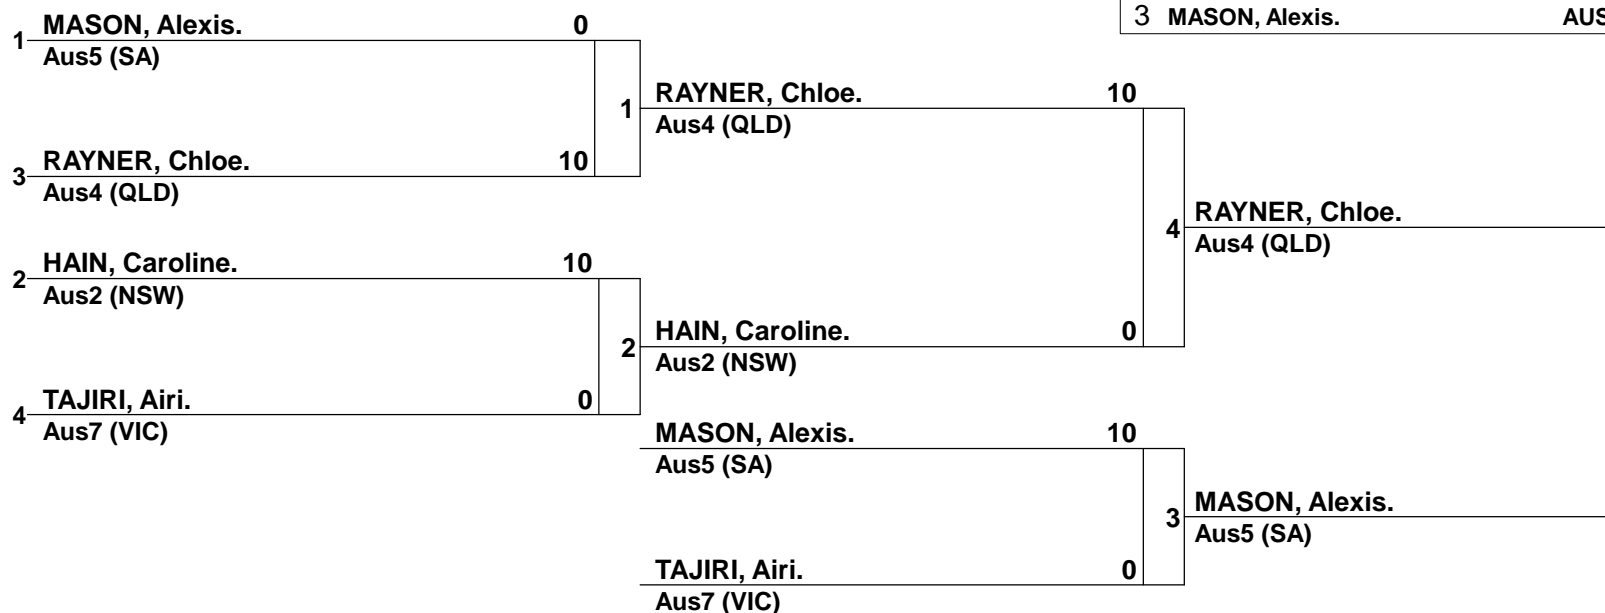 3 MASON, Alexis. AUS
MASON, Alexis. 0
1
Aus5 (SA)
RAYNER, Chloe. 10
1
Aus4 (QLD)
RAYNER, Chloe. 10
3
Aus4 (QLD)
RAYNER, Chloe.
4
Aus4 (QLD)
HAIN, Caroline. 10
2
Aus2 (NSW)
HAIN, Caroline. 0
2
Aus2 (NSW)
TAJIRI, Airi. 0
4
Aus7 (VIC)
MASON, Alexis. 10
Aus5 (SA)
MASON, Alexis.
3
Aus5 (SA)
TAJIRI, Airi. 0
Aus7 (VIC)